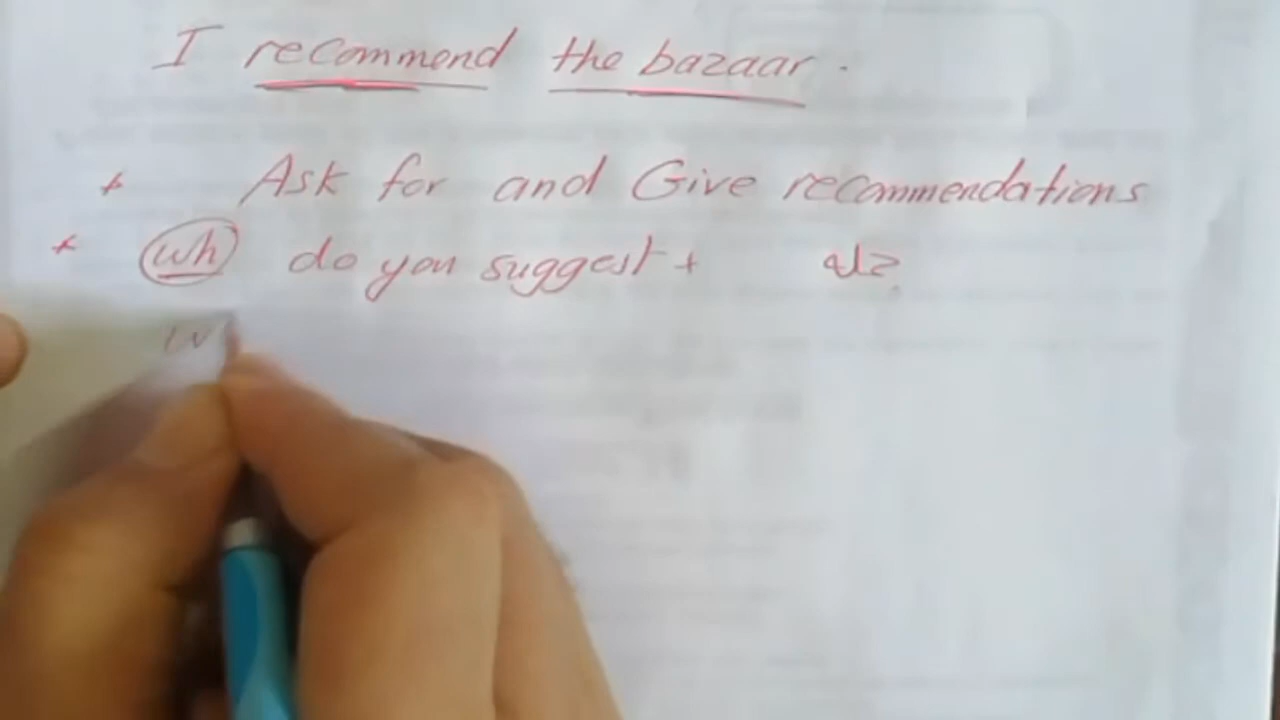 I recommend the bazaar.
* Ask for and Give recommendations
* wh do you suggest +
w